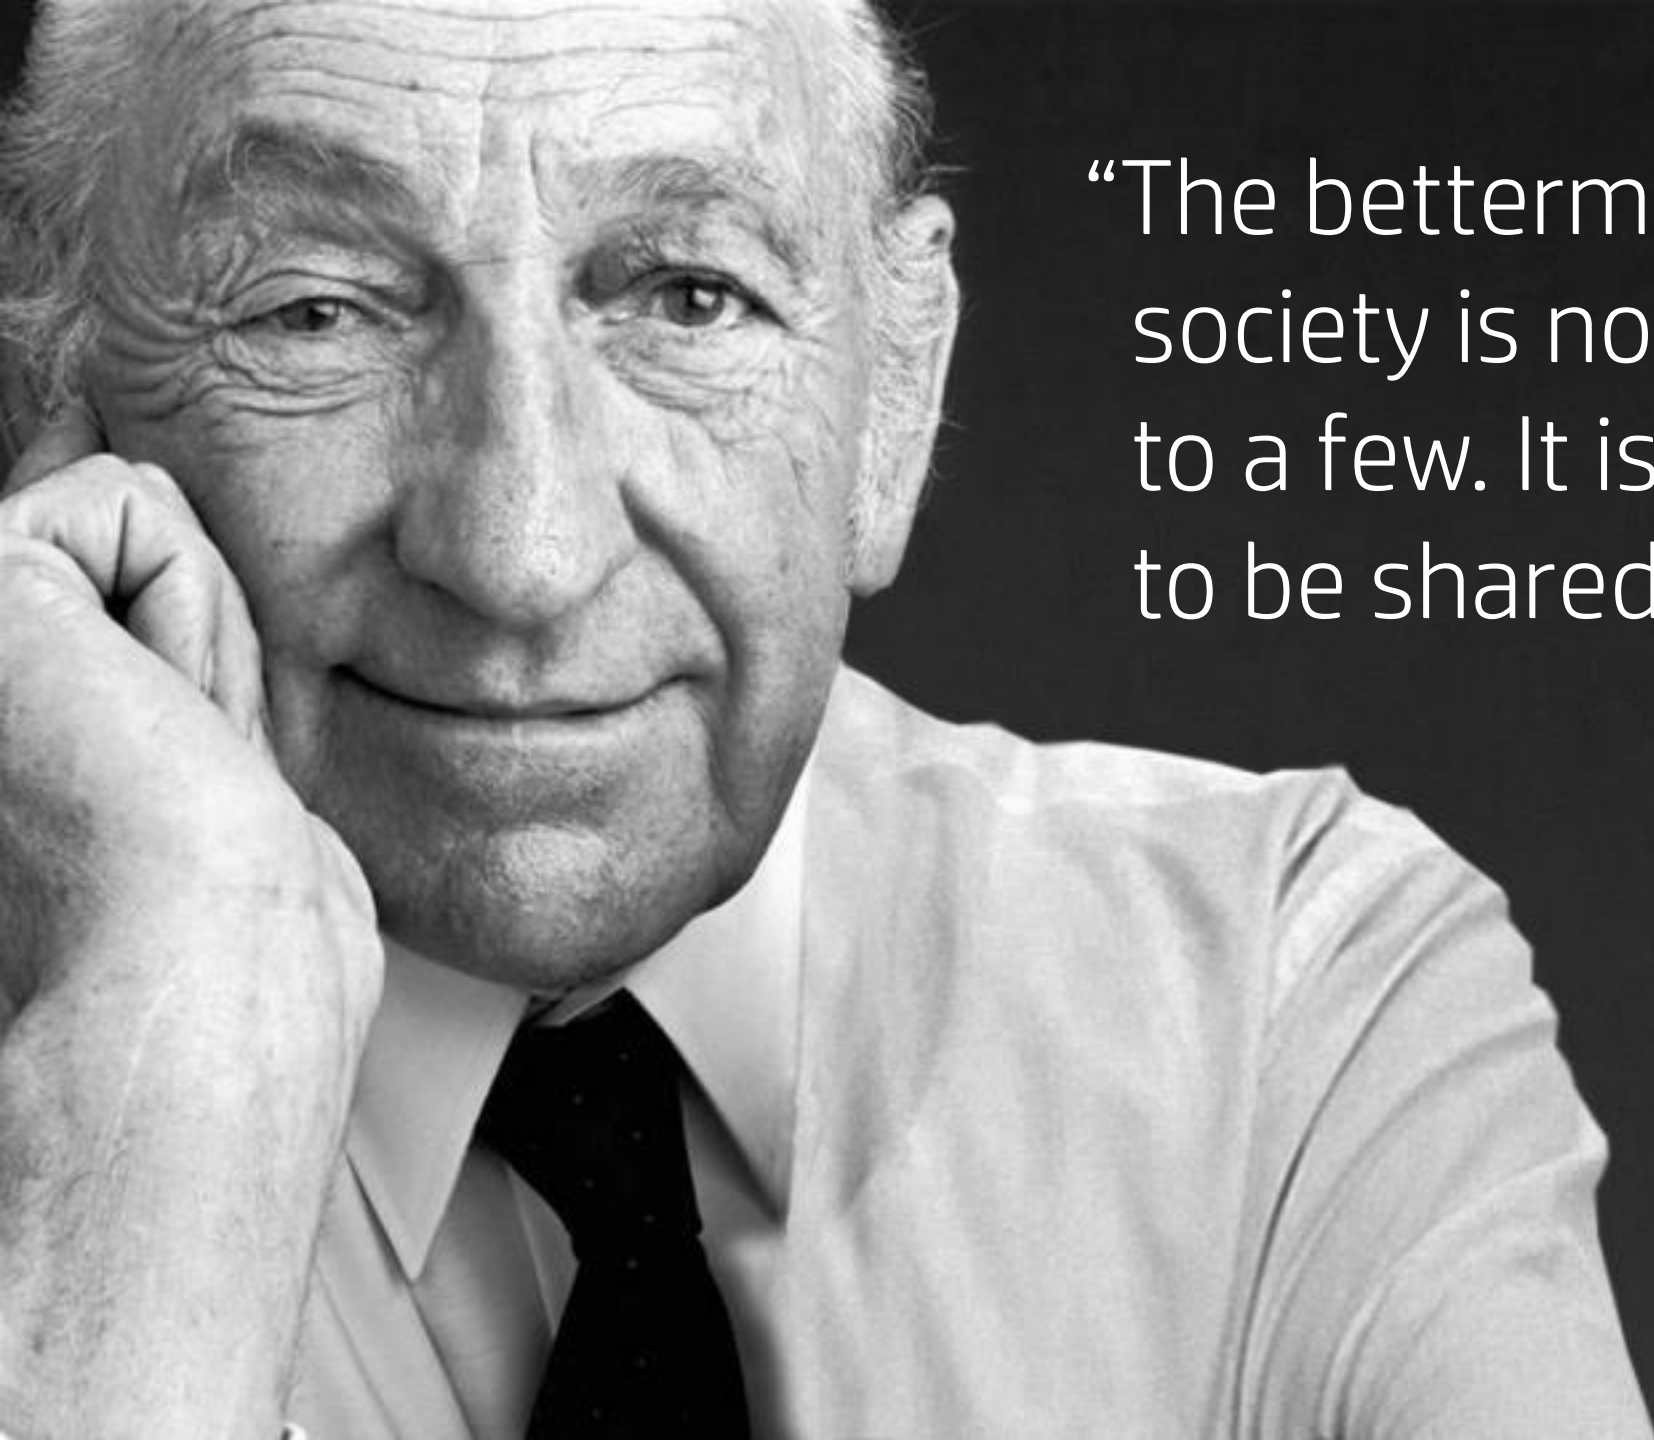 “The betterm
society is no
to a few. It is
to be shared